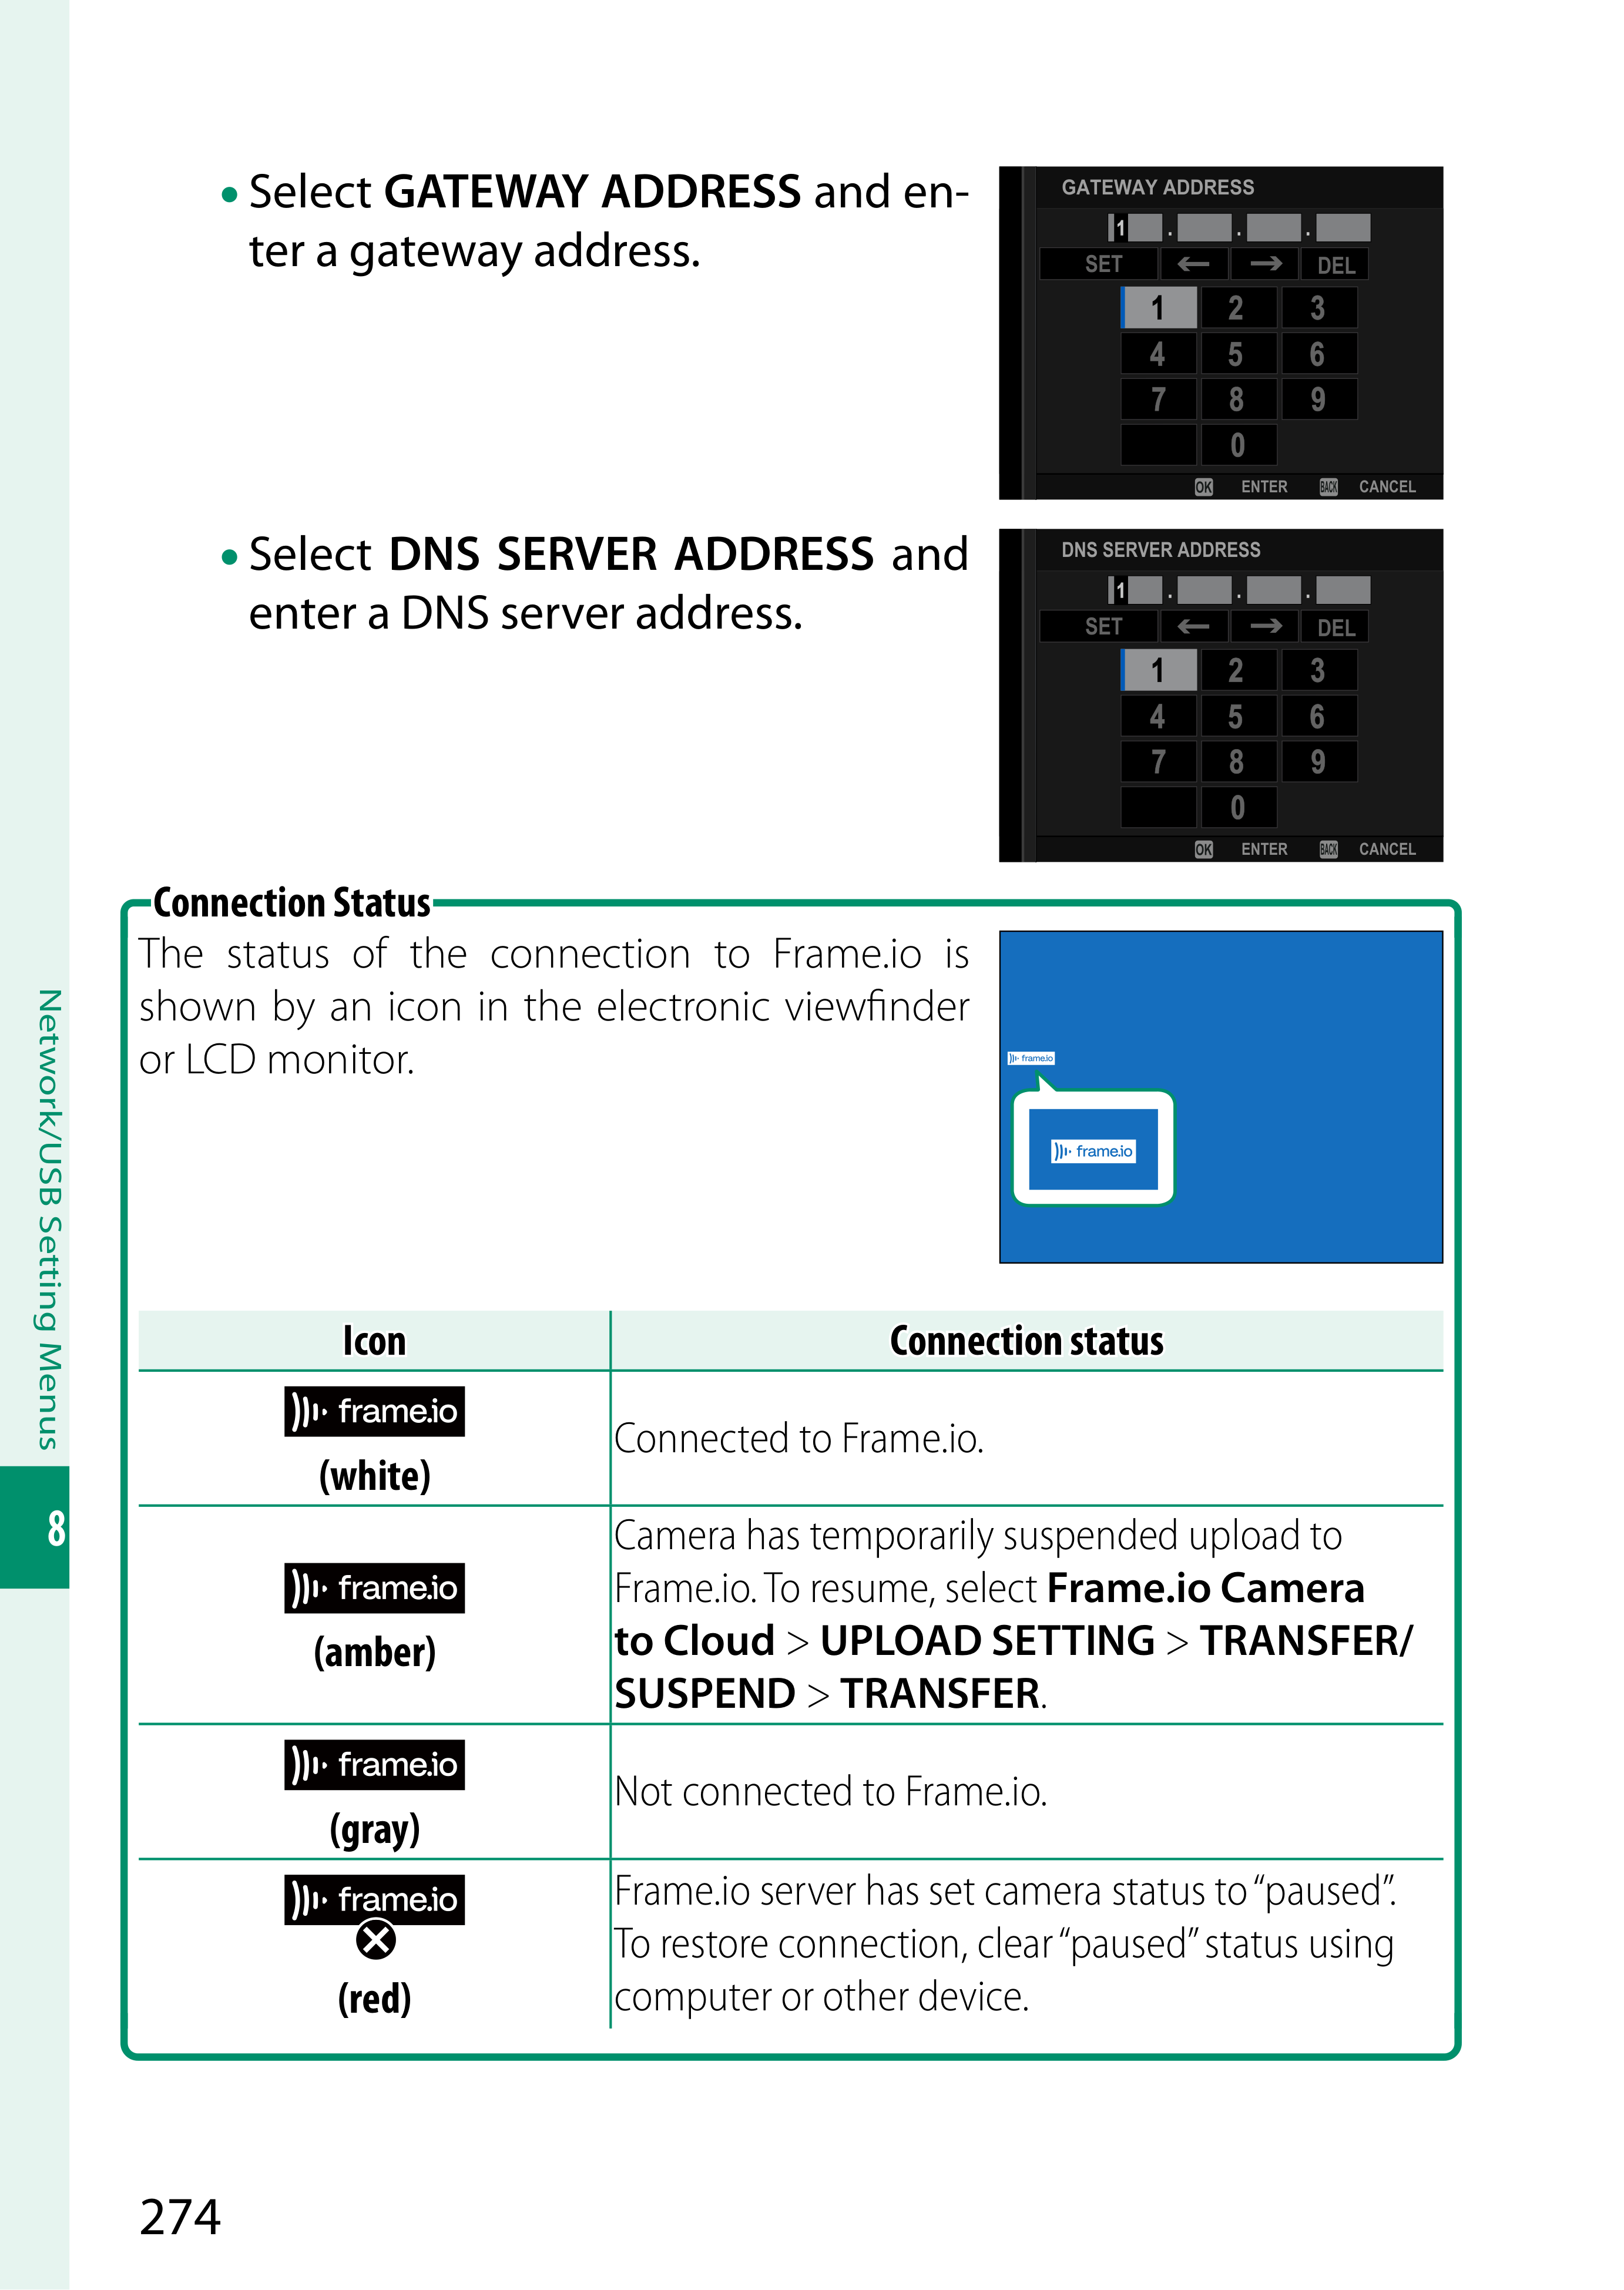 • Select GATEWAY ADDRESS and en-
ter a gateway address.
GATEWAY ADDRESS
1 . . .
SET ← → DEL
1 2 3
4 5 6
7 8 9
0
OK ENTER BACK CANCEL
• Select DNS SERVER ADDRESS and
enter a DNS server address.
DNS SERVER ADDRESS
1 . . .
SET ← → DEL
1 2 3
4 5 6
7 8 9
0
OK ENTER BACK CANCEL
Connection Status
The status of the connection to Frame.io is
shown by an icon in the electronic viewfinder
or LCD monitor.
frame.io
frame.io
Icon Connection status
frame.io
(white)
Connected to Frame.io.
frame.io
(amber)
Camera has temporarily suspended upload to
Frame.io. To resume, select Frame.io Camera
to Cloud > UPLOAD SETTING > TRANSFER/
SUSPEND > TRANSFER.
frame.io
(gray)
Not connected to Frame.io.
frame.io
(red)
Frame.io server has set camera status to “paused”.
To restore connection, clear “paused” status using
computer or other device.
Network/USB Setting Menus
8
274